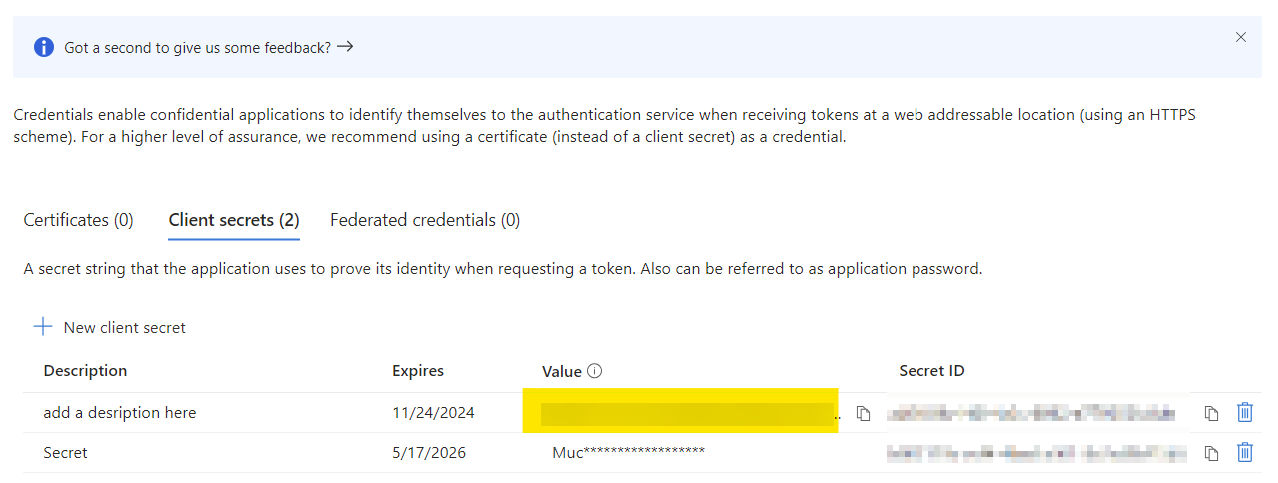 Got a second to give us some feedback? →
Credentials enable confidential applications to identify themselves to the authentication service when receiving tokens at a web addressable location (using an HTTPS
scheme). For a higher level of assurance, we recommend using a certificate (instead of a client secret) as a credential.
Certificates (0) Client secrets (2) Federated credentials (0)
A secret string that the application uses to prove its identity when requesting a token. Also can be referred to as application password.
New client secret
Description Expires Value Secret ID
add a desription here 11/24/2024 ..
Secret 5/17/2026 Muc******************